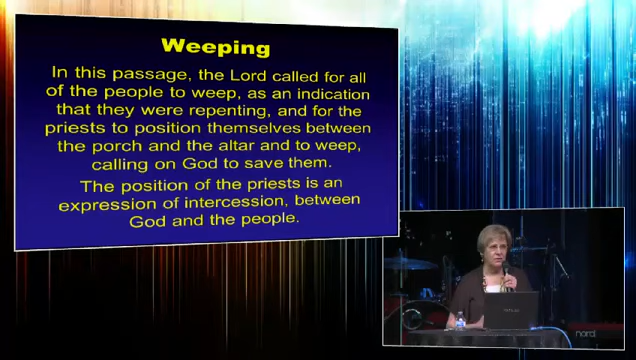 Weeping
In this passage, the Lord called for all
of the people to weep, as an indication
that they were repenting, and for the
priests to position themselves between
the porch and the altar and to weep,
calling on God to save them.
The position of the priests is an
expression of intercession, between
God and the people.
nord